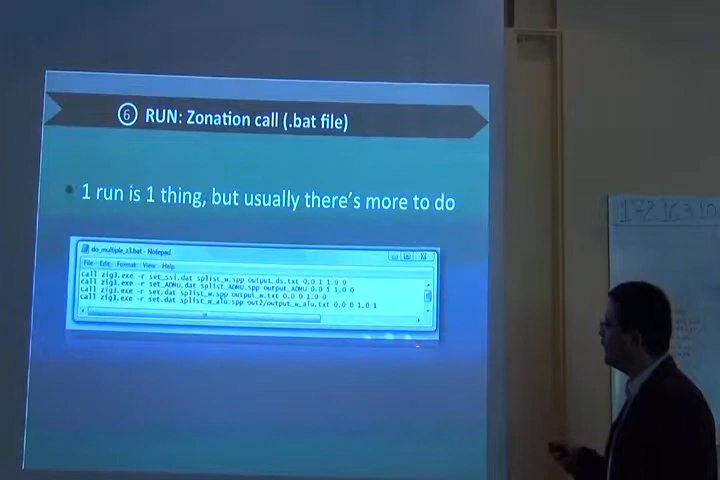 6 RUN: Zonation call (.bat file)
1 run is 1 thing, but usually there's more to do
do_multiple_z3.bat - Notepad
File Edit Format View Help
call zig3.exe -r set_ssi.dat splist_w.spp output_ds.txt 0.0 1 1.0 0
call zig3.exe -r set_ADMU.dat splist_ADMU.spp output_ADMU 0.0 1 1.0 0
call zig3.exe -r set.dat splist_w.spp output_w.txt 0.0 0 1.0 0
call zig3.exe -r set.dat splist_w_alu.spp out2/output_w_alu.txt 0.0 0 1.0 1
172.16.3.10